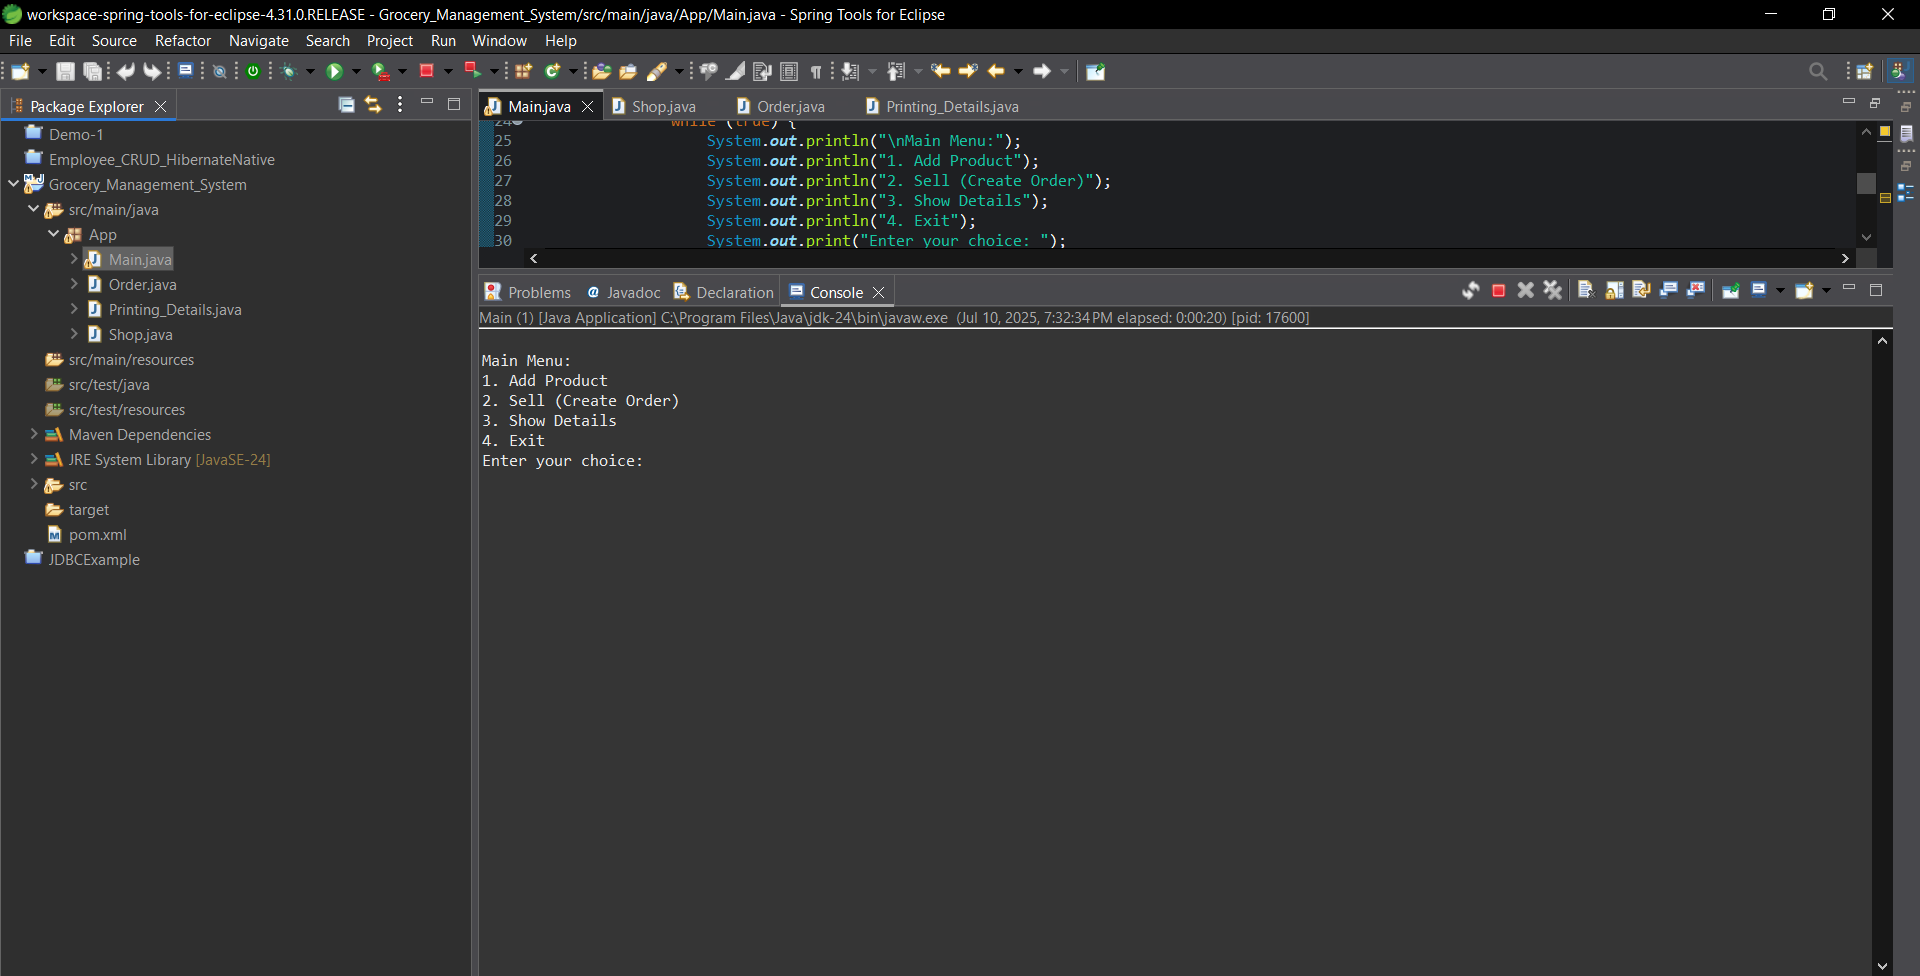 workspace-spring-tools-for-eclipse-4.31.0.RELEASE - Grocery_Management_System/src/main/java/App/Main.java - Spring Tools for Eclipse
File Edit Source Refactor Navigate Search Project Run Window Help
Package Explorer
Demo-1
Employee_CRUD_HibernateNative
Grocery_Management_System
src/main/java
App
Main.java
Order.java
Printing_Details.java
Shop.java
src/main/resources
src/test/java
src/test/resources
Maven Dependencies
JRE System Library [JavaSE-24]
src
target
pom.xml
JDBCExample
Main.java Shop.java Order.java Printing_Details.java
24 while (true) {
25 System.out.println("\nMain Menu:");
26 System.out.println("1. Add Product");
27 System.out.println("2. Sell (Create Order)");
28 System.out.println("3. Show Details");
29 System.out.println("4. Exit");
30 System.out.print("Enter your choice: ");
Problems Javadoc Declaration Console
Main (1) [Java Application] C:\Program Files\Java\jdk-24\bin\javaw.exe (Jul 10, 2025, 7:32:34 PM elapsed: 0:00:20) [pid: 17600]
Main Menu:
1. Add Product
2. Sell (Create Order)
3. Show Details
4. Exit
Enter your choice: